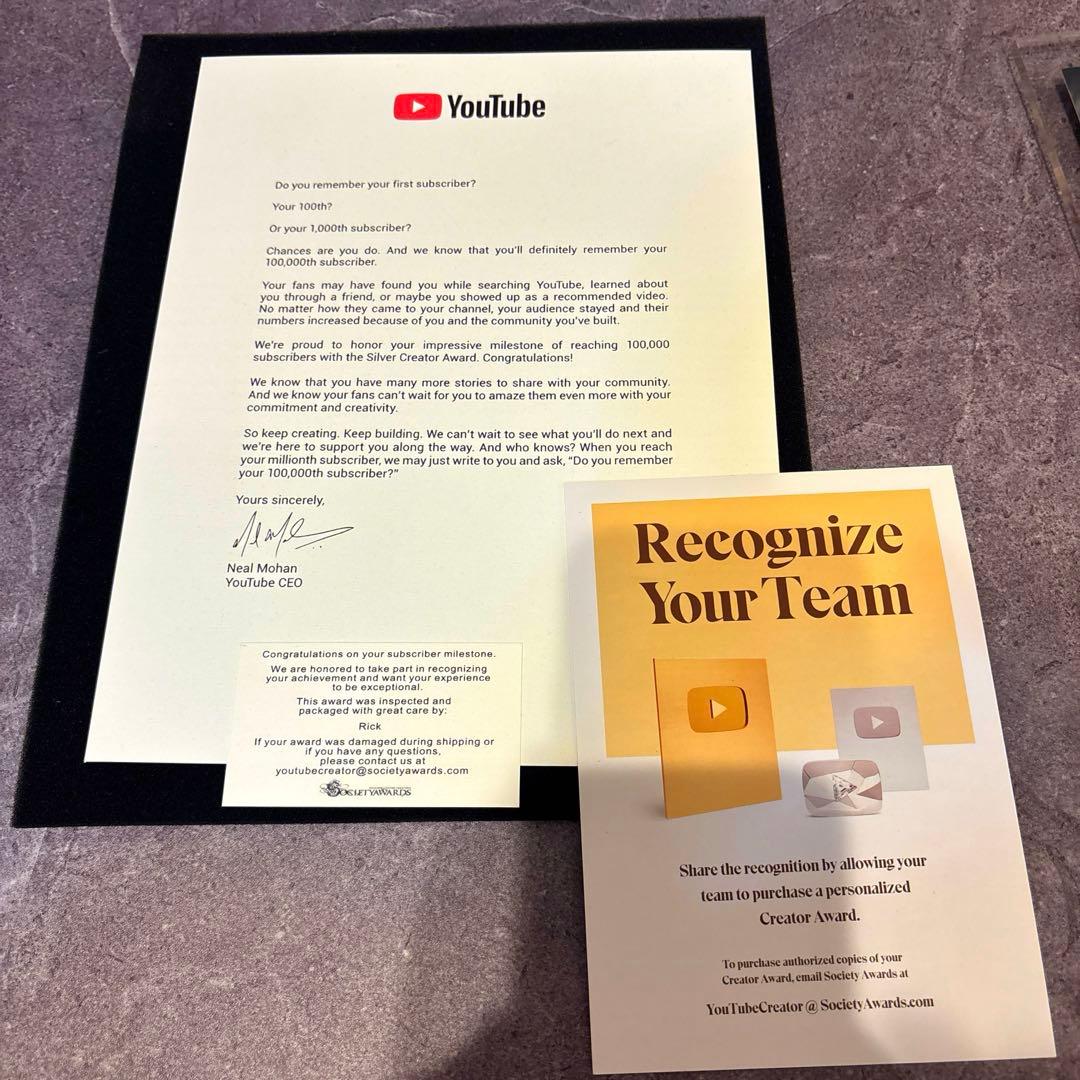 YouTube
Do you remember your first subscriber?
Your 100th?
Or your 1,000th subscriber?
Chances are you do. And we know that you'll definitely remember your
100,000th subscriber.
Your fans may have found you while searching YouTube, learned about
you through a friend, or maybe you showed up as a recommended video.
No matter how they came to your channel, your audience stayed and their
numbers increased because of you and the community you've built.
We're proud to honor your impressive milestone of reaching 100,000
subscribers with the Silver Creator Award. Congratulations!
We know that you have many more stories to share with your community.
And we know your fans can't wait for you to amaze them even more with your
commitment and creativity.
So keep creating. Keep building. We can't wait to see what you'll do next and
we're here to support you along the way. And who knows? When you reach
your millionth subscriber, we may just write to you and ask, “Do you remember
your 100,000th subscriber?”
Yours sincerely,
Neal Mohan
YouTube CEO
Congratulations on your subscriber milestone.
We are honored to take part in recognizing
your achievement and want your experience
to be exceptional.
This award was inspected and
packaged with great care by:
Rick
If your award was damaged during shipping or
if you have any questions,
please contact us at
youtubecreator@societyawards.com
SOCIETYAWARDS
Recognize
Your Team
Share the recognition by allowing your
team to purchase a personalized
Creator Award.
To purchase authorized copies of your
Creator Award, email Society Awards at
YouTubeCreator@SocietyAwards.com